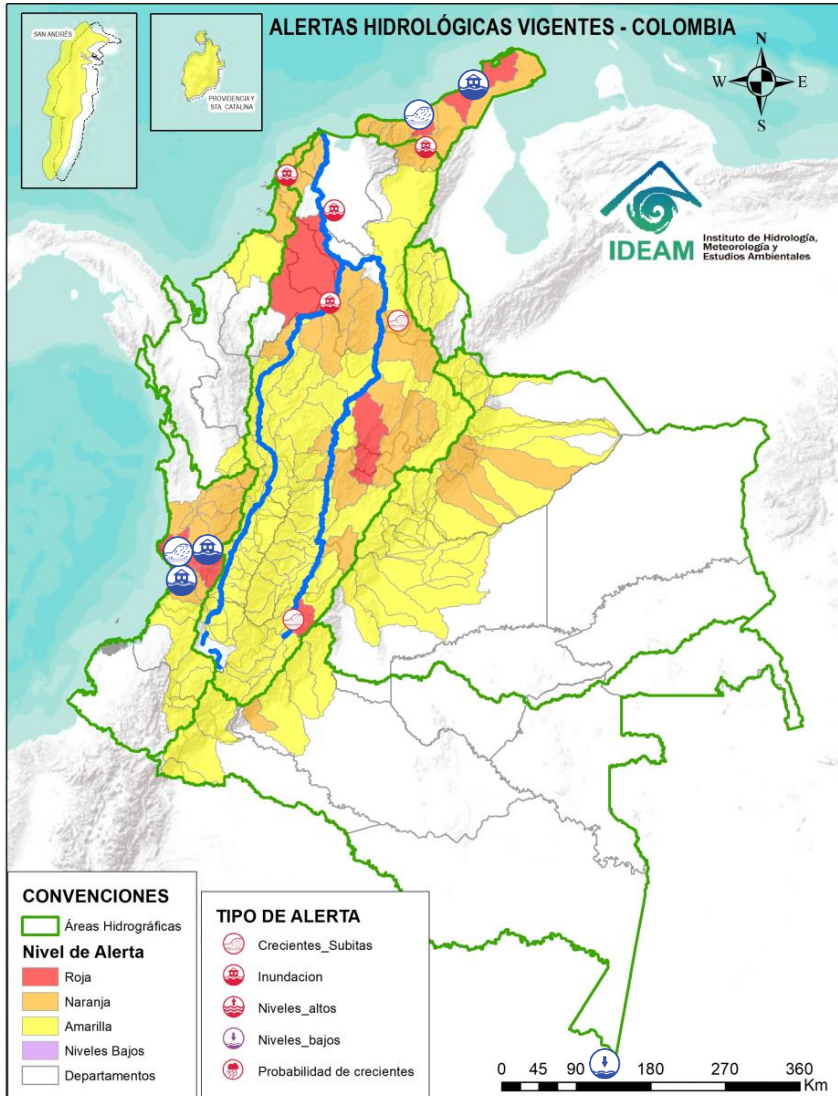 ALERTAS HIDROLÓGICAS VIGENTES - COLOMBIA
SAN ANDRÉS
PROVIDENCIA Y
STA. CATALINA
N
W
E
S
IDEAM
Instituto de Hidrología,
Meteorología y
Estudios Ambientales
CONVENCIONES
Áreas Hidrográficas
Nivel de Alerta
Roja
Naranja
Amarilla
Niveles Bajos
Departamentos
TIPO DE ALERTA
Crecientes_Subitas
Inundacion
Niveles_altos
Niveles_bajos
Probabilidad de crecientes
0 45 90 180 270 360
Km